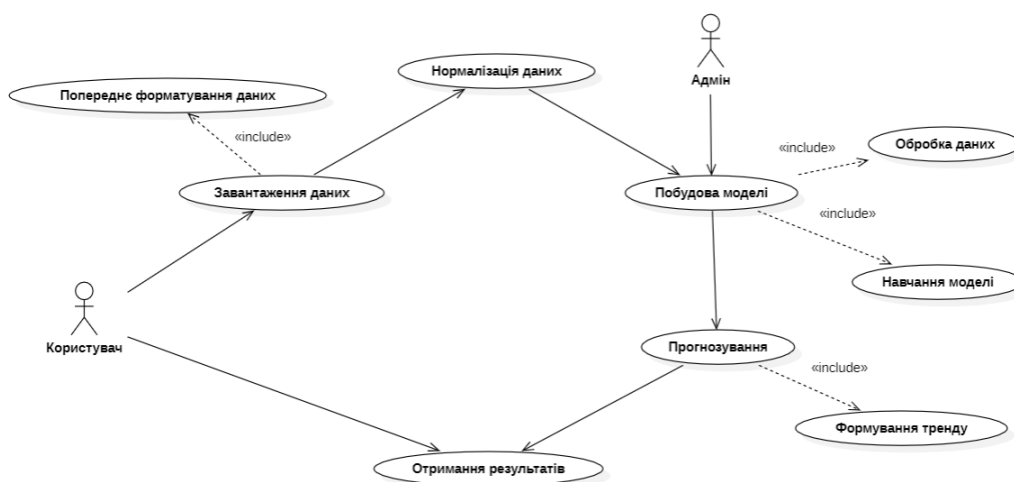 Адмін
Нормалізація даних
Попереднє форматування даних
«include»
«include»
Обробка даних
Завантаження даних
Побудова моделі
«include»
Навчання моделі
Користувач
Прогнозування
«include»
Формування тренду
Отримання результатів